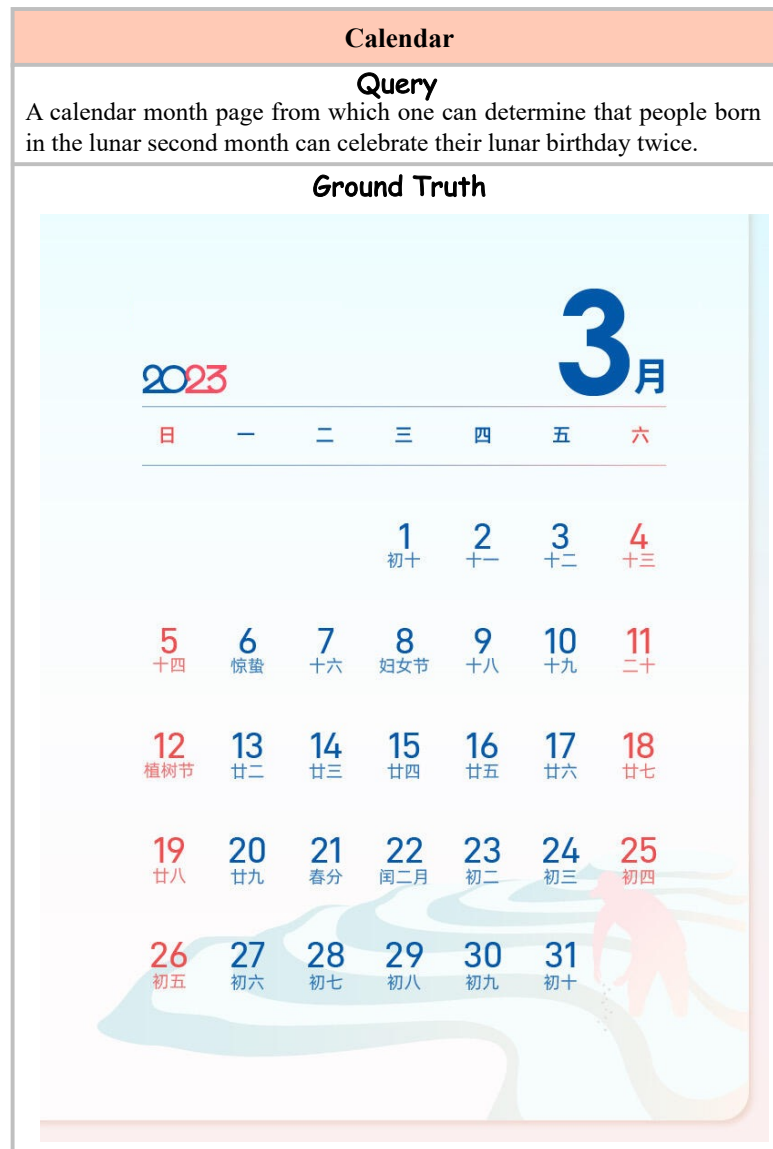 Calendar
Query
A calendar month page from which one can determine that people born
in the lunar second month can celebrate their lunar birthday twice.
Ground Truth
3月
2023
日 一 二 三 四 五 六
1 2 3 4
初十 十一 十二 十三
5 6 7 8 9 10 11
十四 惊蛰 十六 妇女节 十八 十九 二十
12 13 14 15 16 17 18
植树节 廿二 廿三 廿四 廿五 廿六 廿七
19 20 21 22 23 24 25
廿八 廿九 春分 闰二月 初二 初三 初四
26 27 28 29 30 31
初五 初六 初七 初八 初九 初十